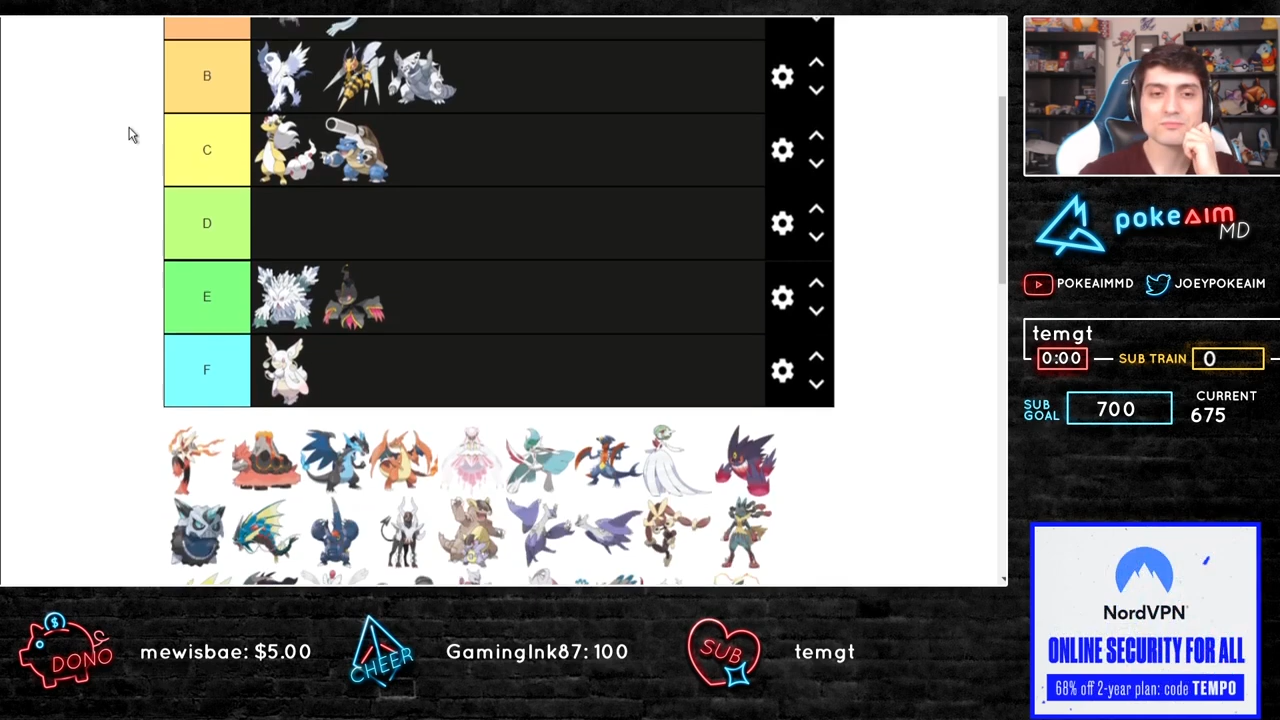 B
C
D
E
F
pokeAIM
MD
POKEAIMMD
JOEYPOKEAIM
temgt
0:00
SUB TRAIN
0
SUB
GOAL
700
CURRENT
675
NordVPN
ONLINE SECURITY FOR ALL
68% off 2-year plan: code TEMPO
$
DONO
mewisbae: $5.00
CHEER
GamingInk87: 100
SUB
temgt